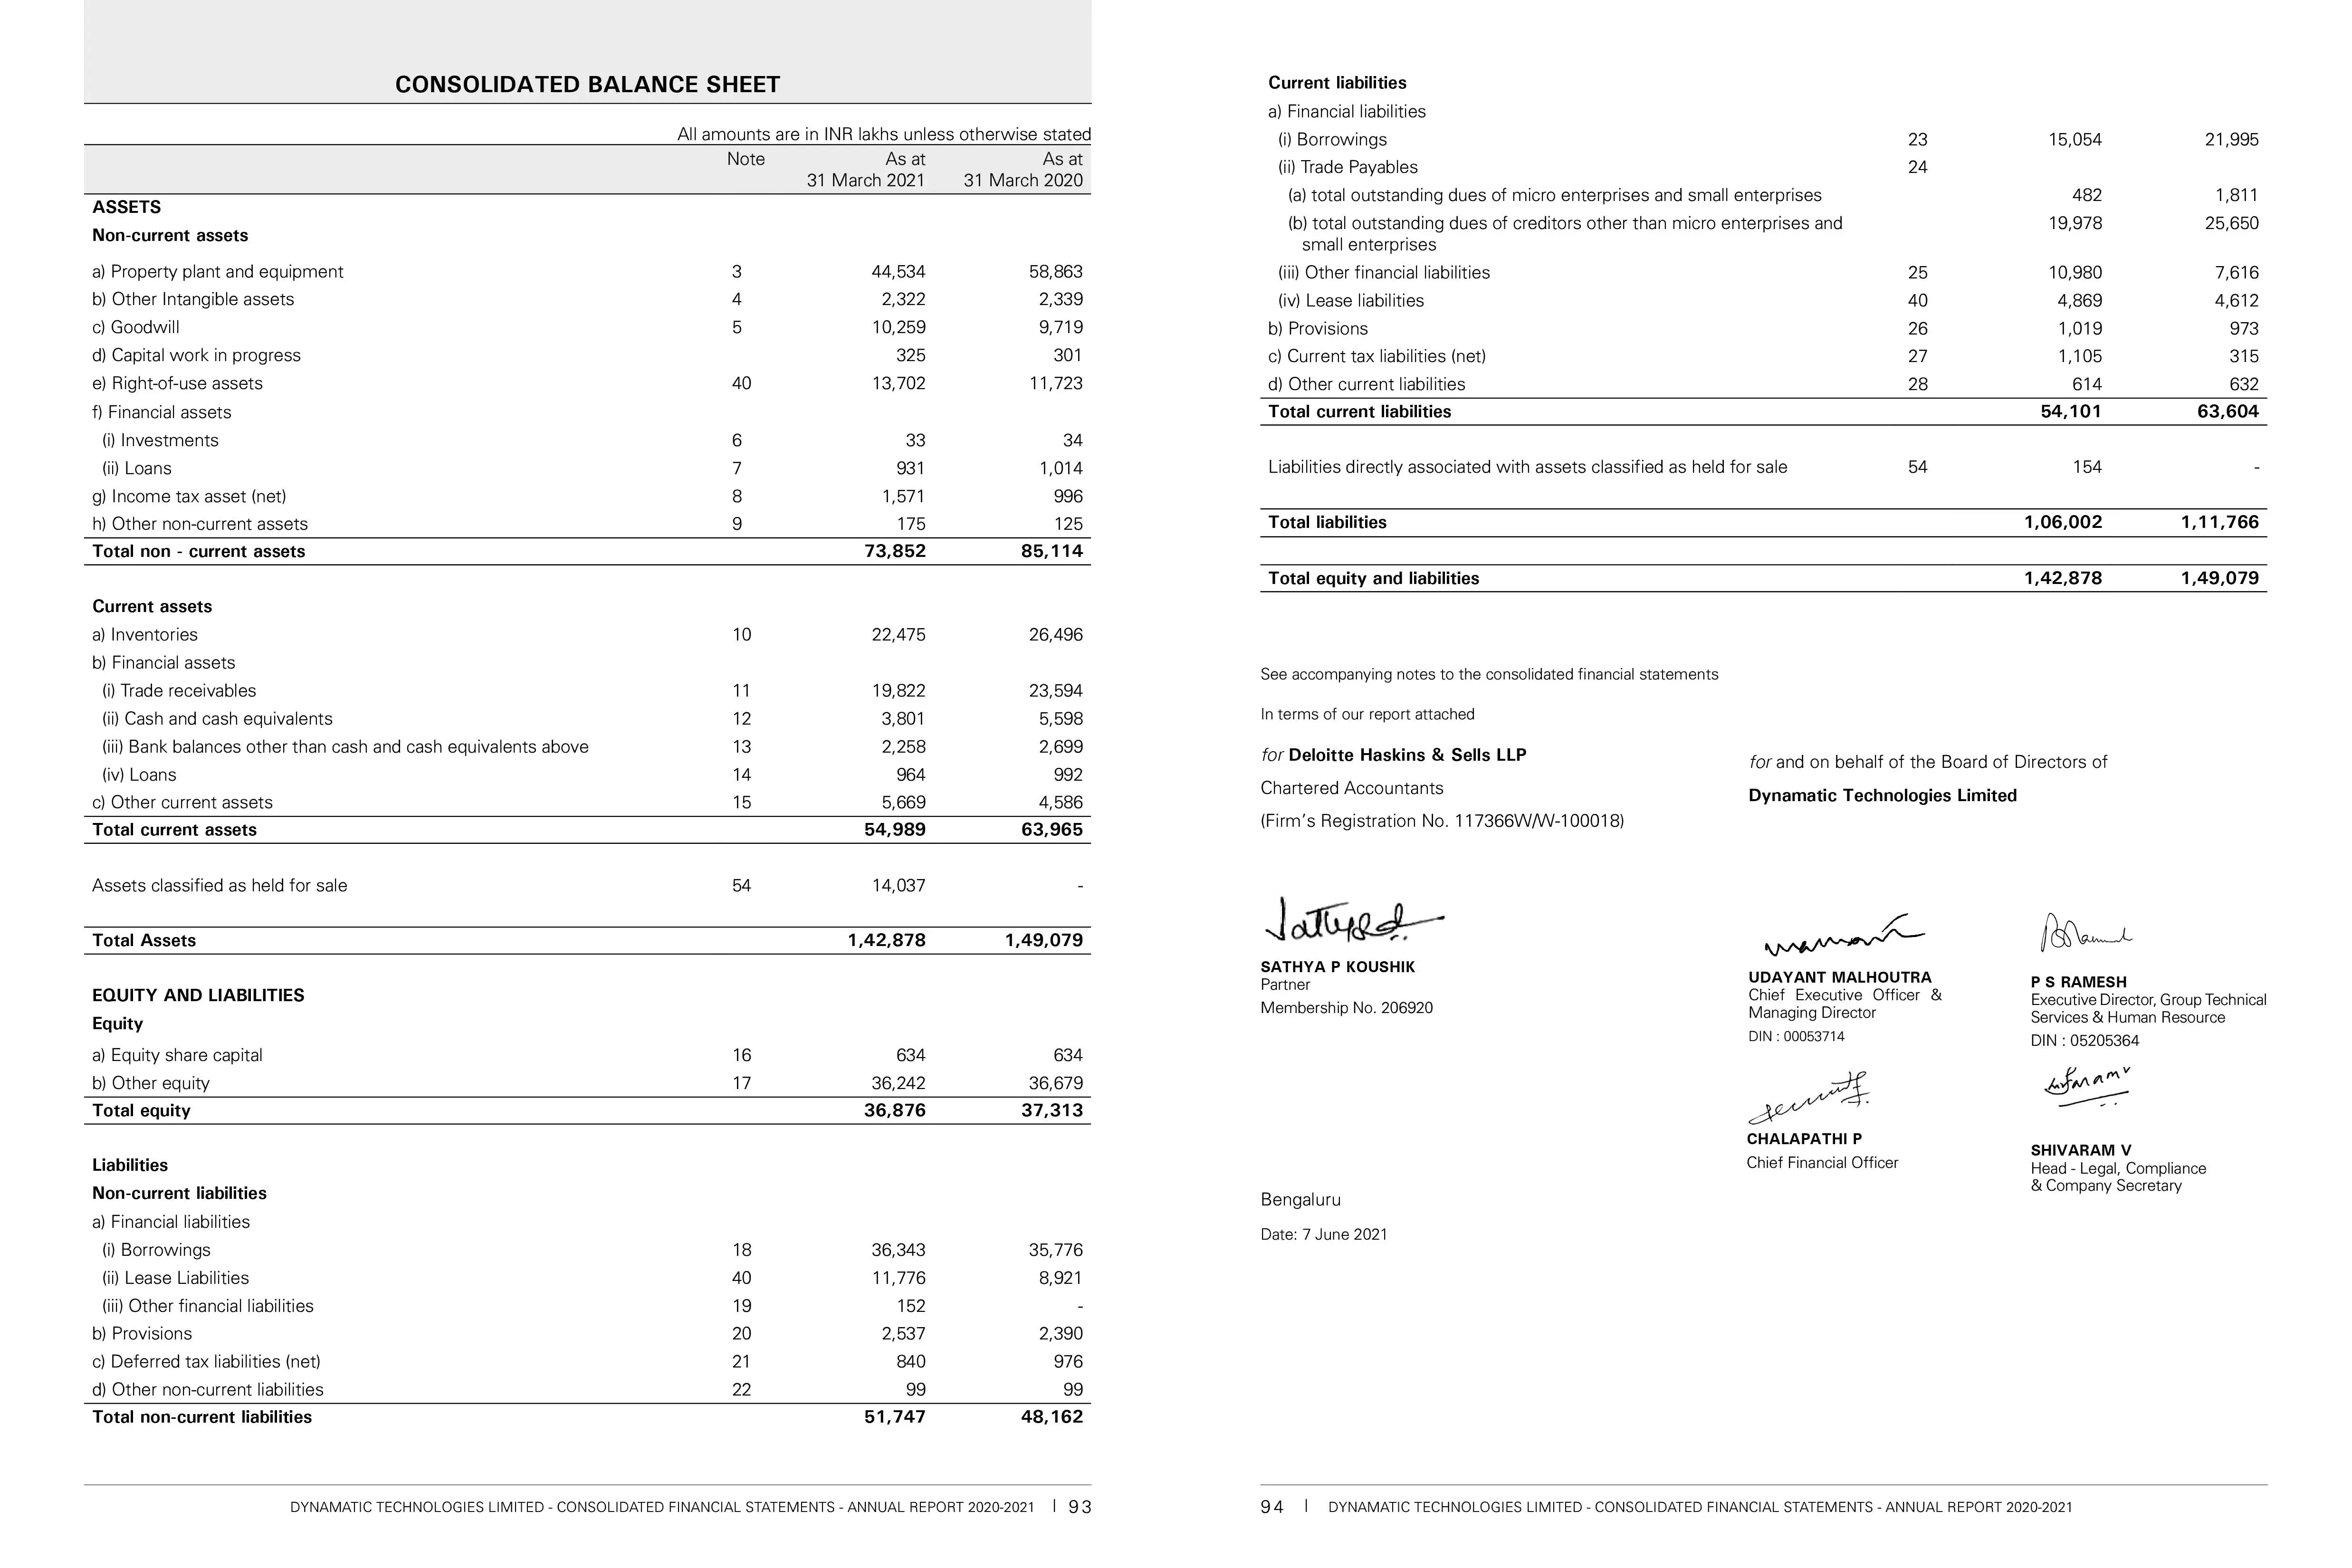 CONSOLIDATED BALANCE SHEET
All amounts are in INR lakhs unless otherwise stated
Note As at As at
31 March 2021 31 March 2020
ASSETS
Non-current assets
a) Property plant and equipment 3 44,534 58,863
b) Other Intangible assets 4 2,322 2,339
c) Goodwill 5 10,259 9,719
d) Capital work in progress 325 301
e) Right-of-use assets 40 13,702 11,723
f) Financial assets
(i) Investments 6 33 34
(ii) Loans 7 931 1,014
g) Income tax asset (net) 8 1,571 996
h) Other non-current assets 9 175 125
Total non - current assets 73,852 85,114
Current assets
a) Inventories 10 22,475 26,496
b) Financial assets
(i) Trade receivables 11 19,822 23,594
(ii) Cash and cash equivalents 12 3,801 5,598
(iii) Bank balances other than cash and cash equivalents above 13 2,258 2,699
(iv) Loans 14 964 992
c) Other current assets 15 5,669 4,586
Total current assets 54,989 63,965
Assets classified as held for sale 54 14,037 -
Total Assets 1,42,878 1,49,079
EQUITY AND LIABILITIES
Equity
a) Equity share capital 16 634 634
b) Other equity 17 36,242 36,679
Total equity 36,876 37,313
Liabilities
Non-current liabilities
a) Financial liabilities
(i) Borrowings 18 36,343 35,776
(ii) Lease Liabilities 40 11,776 8,921
(iii) Other financial liabilities 19 152 -
b) Provisions 20 2,537 2,390
c) Deferred tax liabilities (net) 21 840 976
d) Other non-current liabilities 22 99 99
Total non-current liabilities 51,747 48,162
DYNAMATIC TECHNOLOGIES LIMITED - CONSOLIDATED FINANCIAL STATEMENTS - ANNUAL REPORT 2020-2021 | 93
Current liabilities
a) Financial liabilities
(i) Borrowings 23 15,054 21,995
(ii) Trade Payables 24
(a) total outstanding dues of micro enterprises and small enterprises 482 1,811
(b) total outstanding dues of creditors other than micro enterprises and 19,978 25,650
small enterprises
(iii) Other financial liabilities 25 10,980 7,616
(iv) Lease liabilities 40 4,869 4,612
b) Provisions 26 1,019 973
c) Current tax liabilities (net) 27 1,105 315
d) Other current liabilities 28 614 632
Total current liabilities 54,101 63,604
Liabilities directly associated with assets classified as held for sale 54 154 -
Total liabilities 1,06,002 1,11,766
Total equity and liabilities 1,42,878 1,49,079
See accompanying notes to the consolidated financial statements
In terms of our report attached
for Deloitte Haskins & Sells LLP
Chartered Accountants
(Firm's Registration No. 117366W/W-100018)
for and on behalf of the Board of Directors of
Dynamatic Technologies Limited
SATHYA P KOUSHIK
Partner
Membership No. 206920
UDAYANT MALHOUTRA
Chief Executive Officer &
Managing Director
DIN : 00053714
P S RAMESH
Executive Director, Group Technical
Services & Human Resource
DIN : 05205364
CHALAPATHI P
Chief Financial Officer
SHIVARAM V
Head - Legal, Compliance
& Company Secretary
Bengaluru
Date: 7 June 2021
94 | DYNAMATIC TECHNOLOGIES LIMITED - CONSOLIDATED FINANCIAL STATEMENTS - ANNUAL REPORT 2020-2021